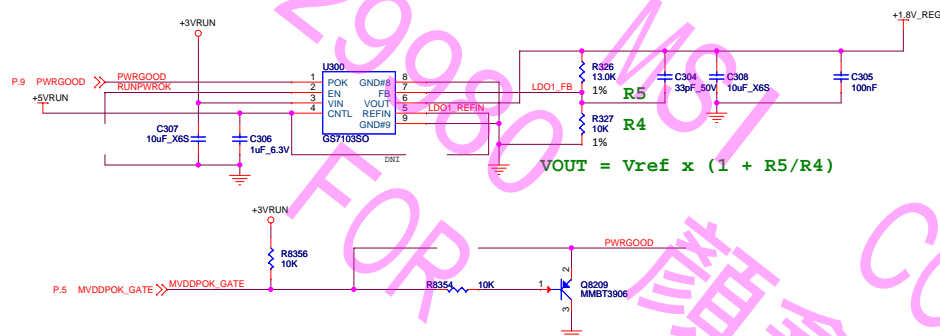 +3VRUN
+1.8V_REG
U300
P.9 PWRGOOD
PWRGOOD
RUNPWROK
+5VRUN
1 POK GND#8 8
2 EN FB 7
3 VIN VOUT 6
4 CNTL REFIN 5
GND#9 9
GS7103SO
LDO1_FB
LDO1_REFIN
DNI
C307
10uF_X6S
C306
1uF_6.3V
R326
13.0K
1%
R5
R327
10K
1%
R4
C304
33pF_50V
C308
10uF_X6S
C305
100nF
VOUT = Vref x (1 + R5/R4)
+3VRUN
R8356
10K
P.5 MVDDPOK_GATE
MVDDPOK_GATE
R8354 10K
PWRGOOD
1
2
3
Q8209
MMBT3906
29980
MSI
FOR